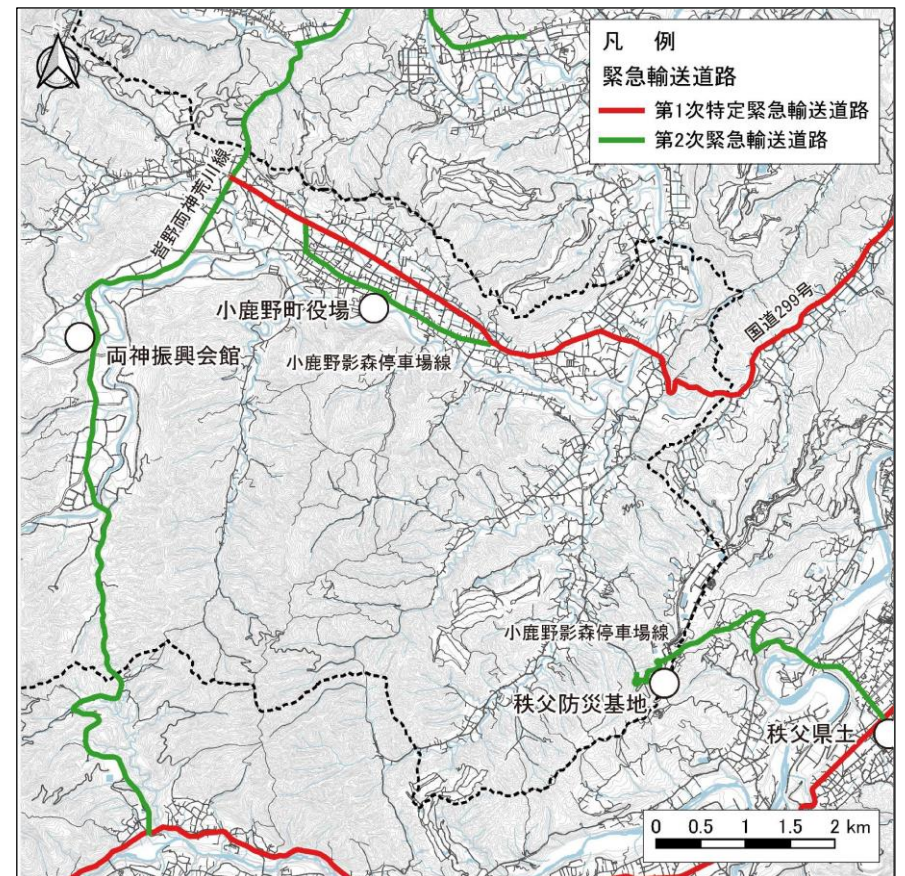 凡 例
緊急輸送道路
第1次特定緊急輸送道路
第2次緊急輸送道路
皆野両神荒川線
国道299号
小鹿野町役場
両神振興会館
小鹿野影森停車場線
小鹿野影森停車場線
秩父防災基地
秩父県土
0 0.5 1 1.5 2 km